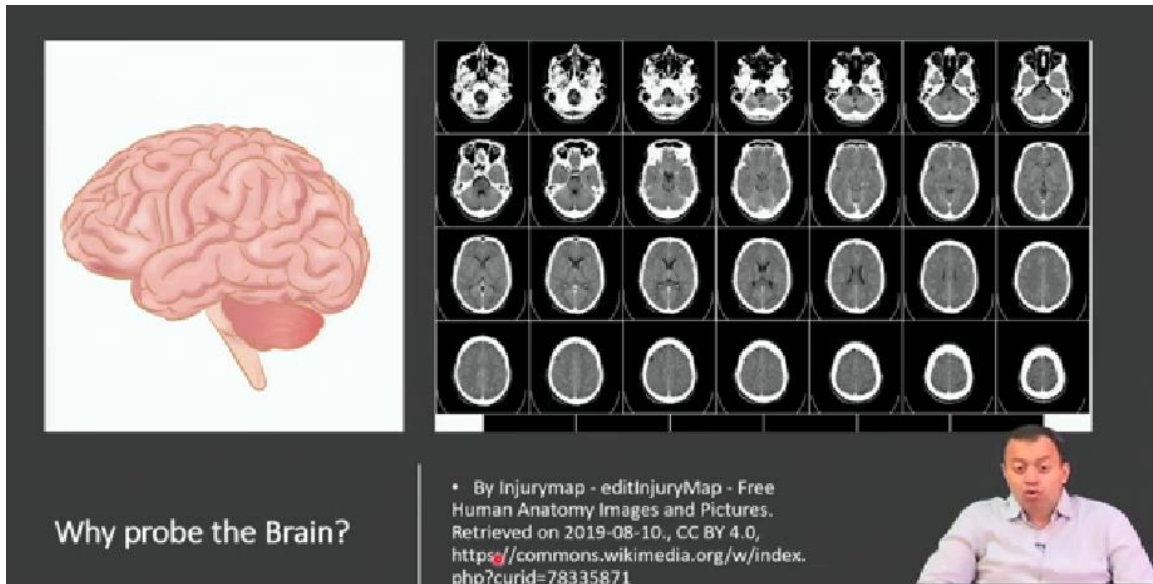 Why probe the Brain?
• By Injurymap - editInjuryMap - Free
Human Anatomy Images and Pictures.
Retrieved on 2019-08-10., CC BY 4.0,
https://commons.wikimedia.org/w/index.
php?curid=78335871